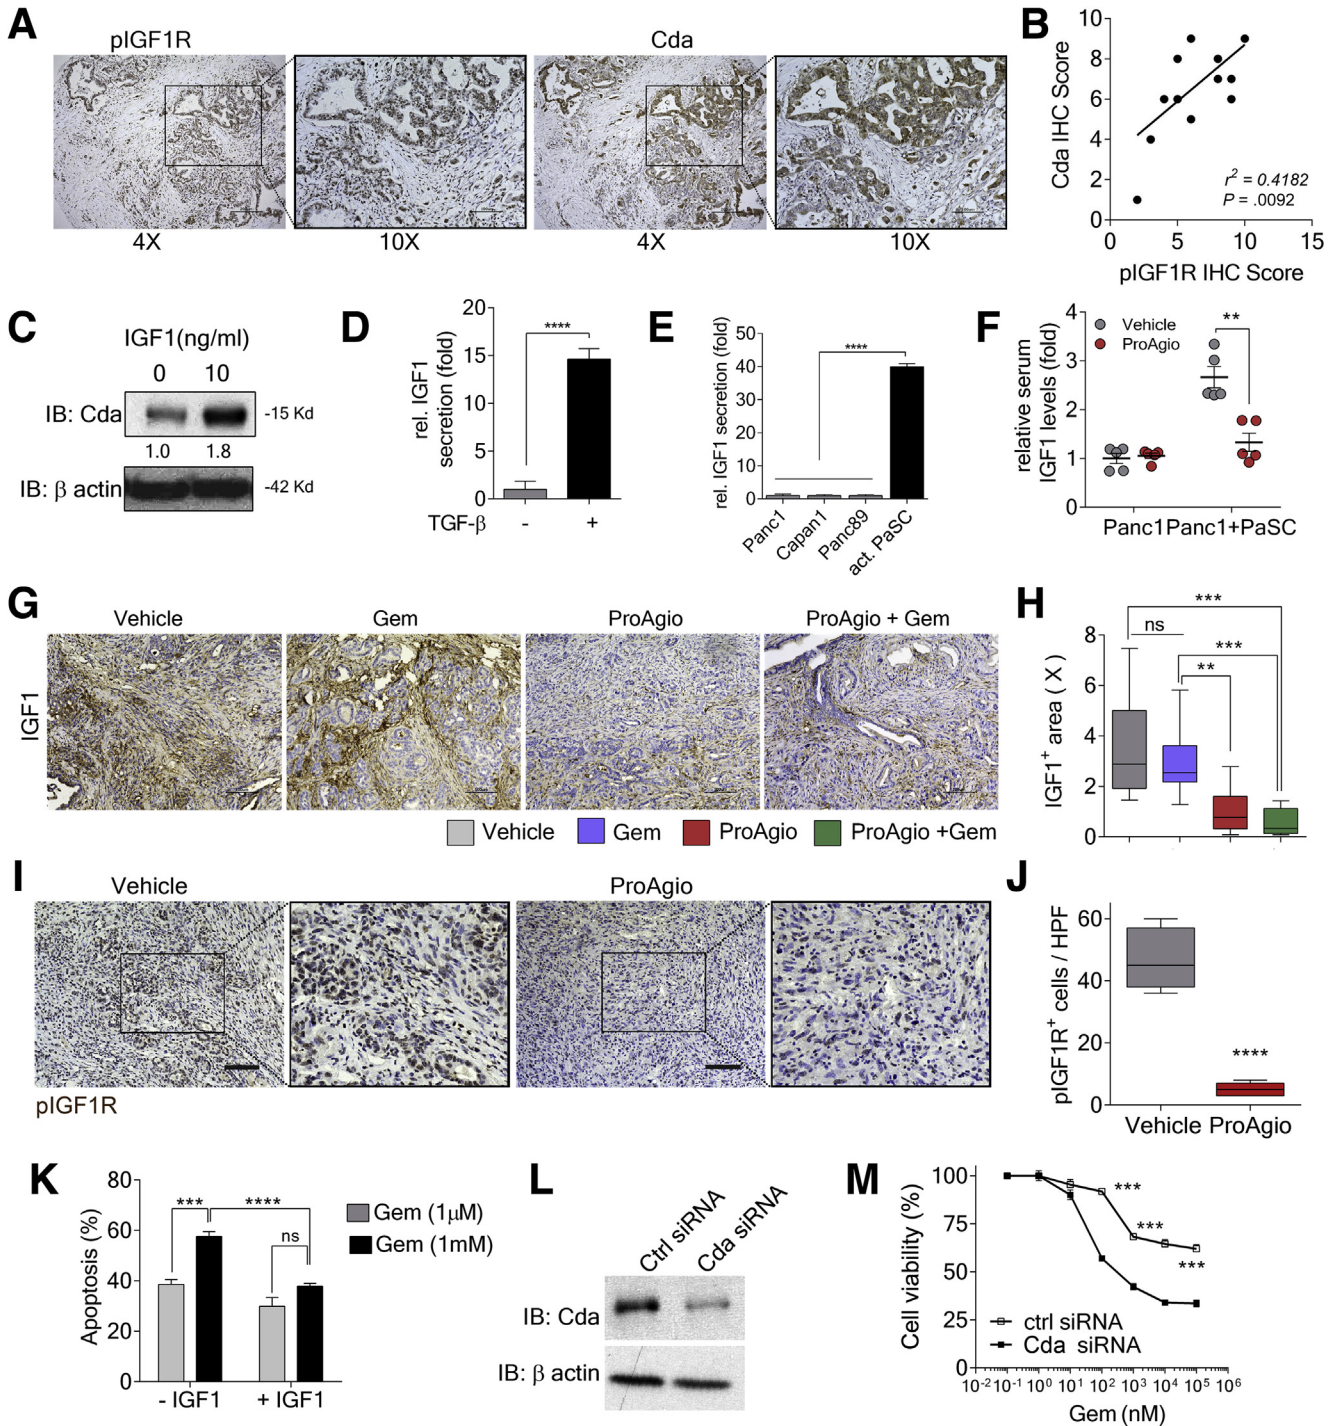 A
pIGF1R
Cda
4X
10X
4X
10X
B
Cda IHC Score
10
8
6
4
2
0
r² = 0.4182
P = .0092
0 5 10 15
pIGF1R IHC Score
C
IGF1(ng/ml)
0 10
IB: Cda
-15 Kd
1.0 1.8
IB: β actin
-42 Kd
D
rel. IGF1
secretion (fold)
20
15
10
5
0
****
TGF-β - +
E
rel. IGF1 secretion (fold)
50
40
30
20
10
0
****
Panc1
Capan1
Panc89
act. PaSC
F
relative serum
IGF1 levels (fold)
4
3
2
1
0
Vehicle
ProAgio
**
Panc1 Panc1+PaSC
G
Vehicle
Gem
ProAgio
ProAgio + Gem
IGF1
Vehicle
Gem
ProAgio
ProAgio +Gem
H
IGF1⁺ area ( X )
8
6
4
2
0
***
ns
***
**
I
Vehicle
ProAgio
pIGF1R
J
pIGF1R⁺ cells / HPF
60
40
20
0
****
Vehicle ProAgio
K
Apoptosis (%)
80
60
40
20
0
***
****
ns
Gem (1μM)
Gem (1mM)
- IGF1 + IGF1
L
Ctrl siRNA
Cda siRNA
IB: Cda
IB: β actin
M
Cell viability (%)
100
75
50
25
0
***
***
***
ctrl siRNA
Cda siRNA
10⁻² 10⁻¹ 10⁰ 10¹ 10² 10³ 10⁴ 10⁵ 10⁶
Gem (nM)